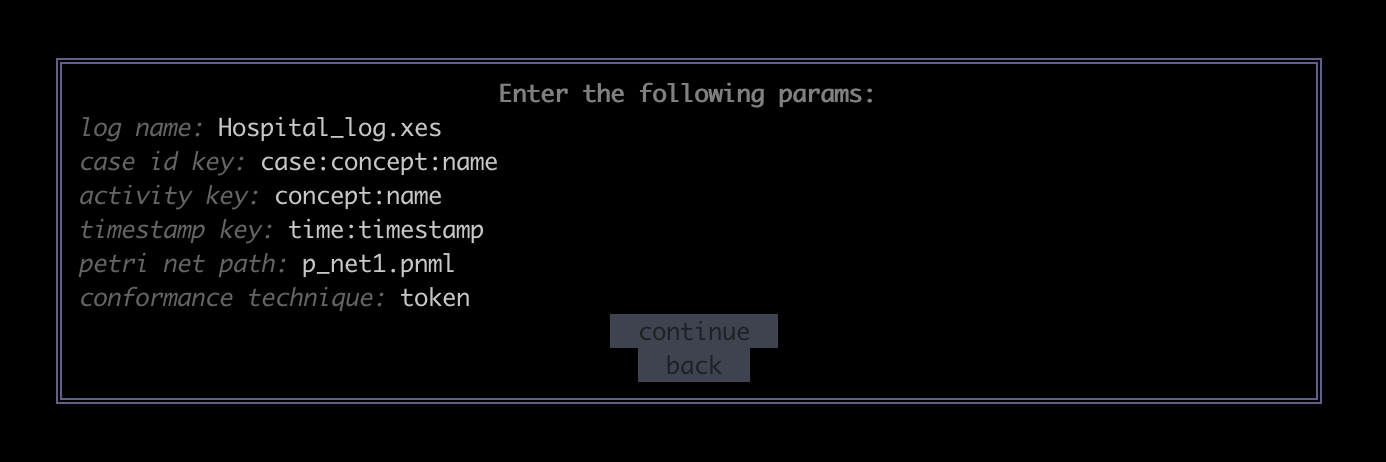 Enter the following params:
log name: Hospital_log.xes
case id key: case:concept:name
activity key: concept:name
timestamp key: time:timestamp
petri net path: p_net1.pnml
conformance technique: token
continue
back